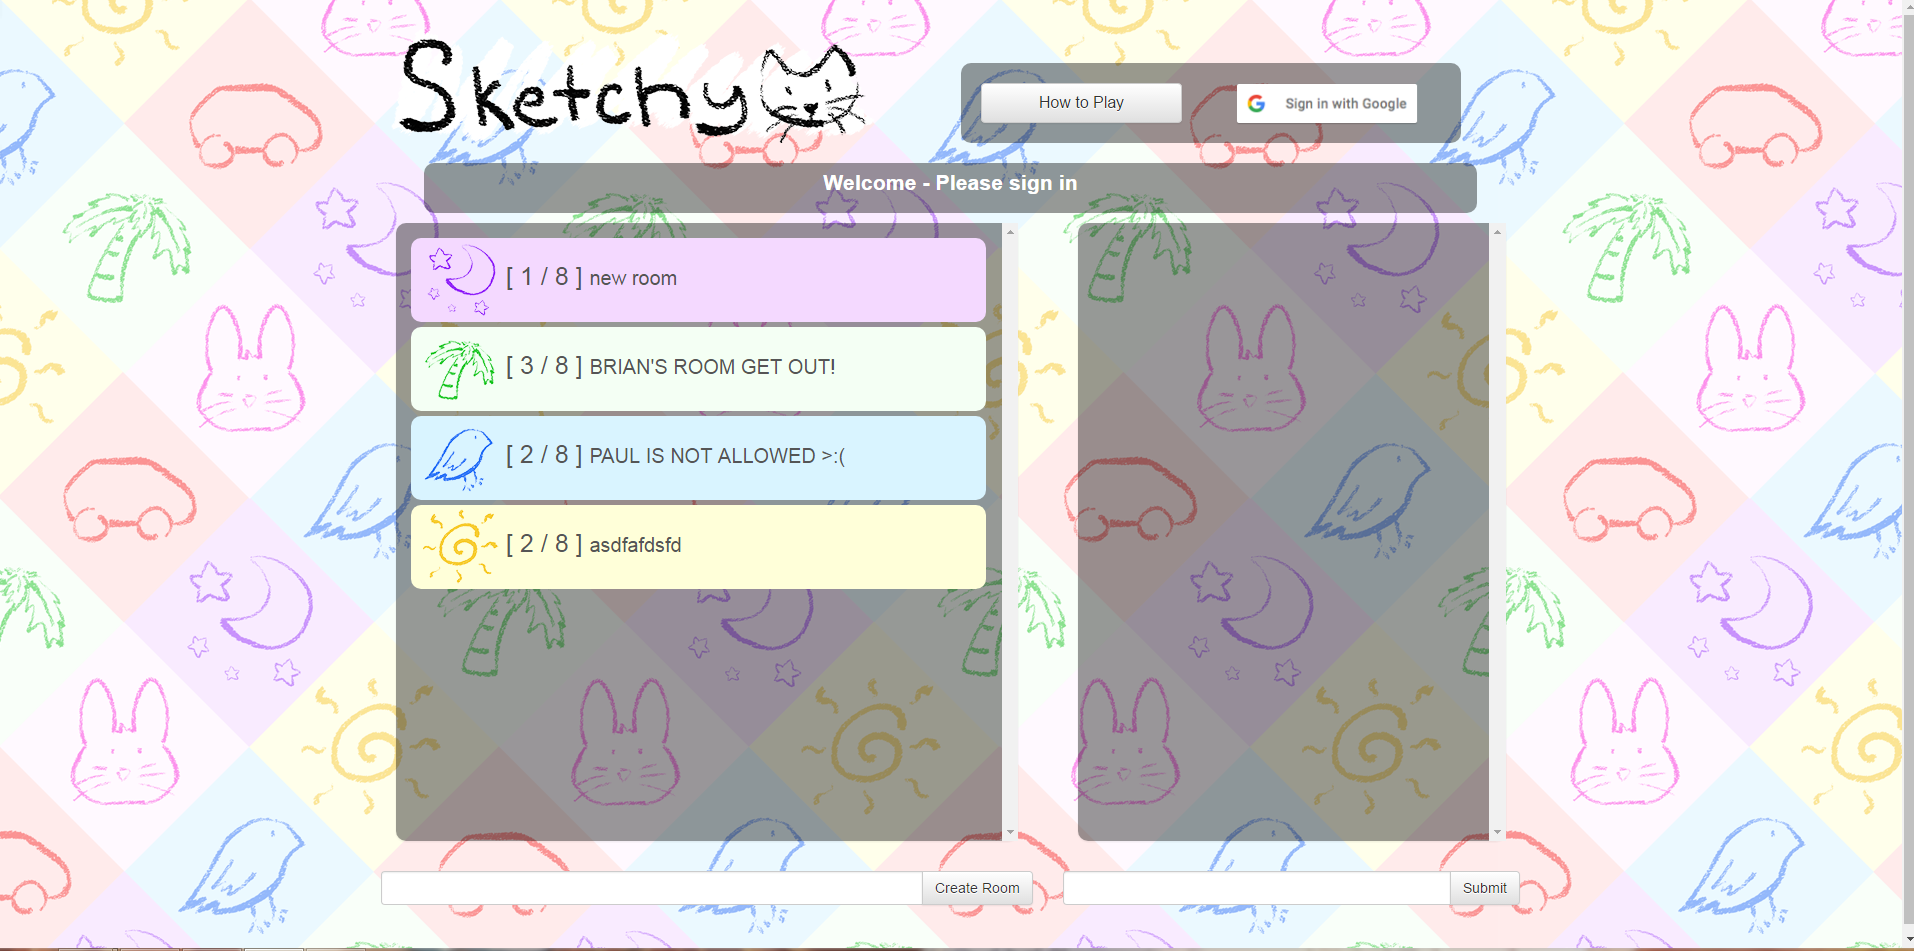 Sketchy
How to Play
Sign in with Google
Welcome - Please sign in
[ 1 / 8 ] new room
[ 3 / 8 ] BRIAN'S ROOM GET OUT!
[ 2 / 8 ] PAUL IS NOT ALLOWED >:(
[ 2 / 8 ] asdfafdsfd
Create Room
Submit